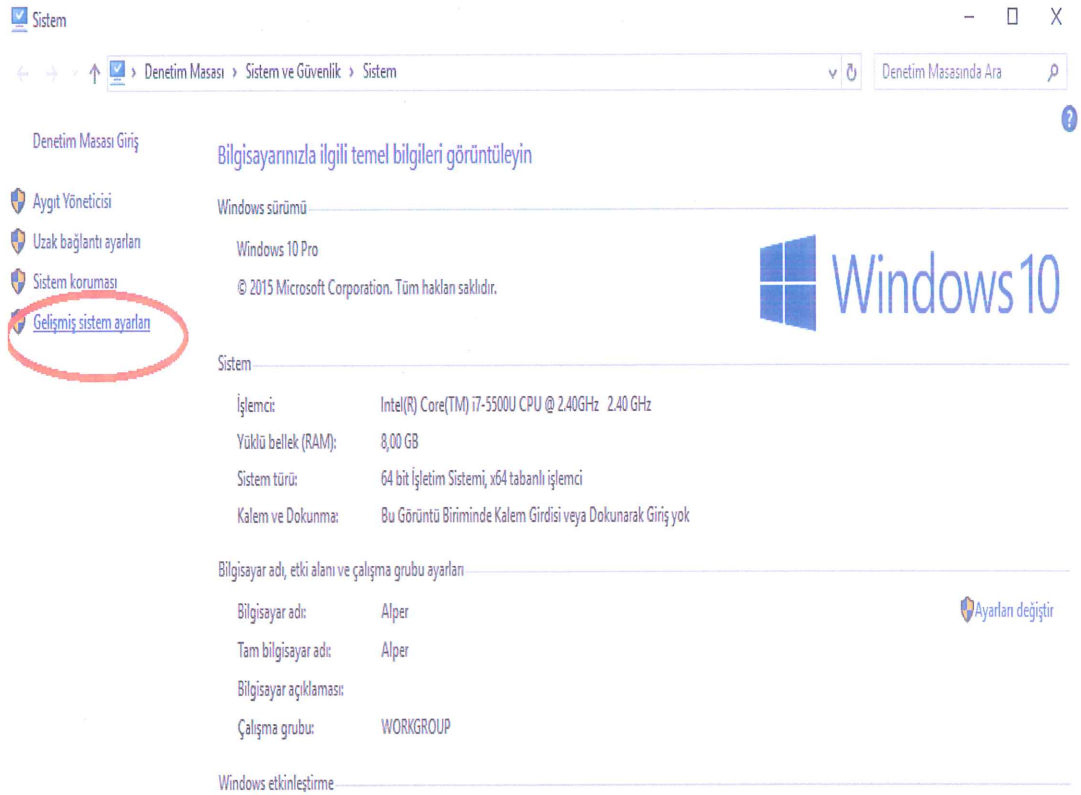 Sistem
Denetim Masası > Sistem ve Güvenlik > Sistem
Denetim Masasında Ara
Denetim Masası Giriş
Aygıt Yöneticisi
Uzak bağlantı ayarları
Sistem koruması
Gelişmiş sistem ayarları
Bilgisayarınızla ilgili temel bilgileri görüntüleyin
Windows sürümü
Windows 10 Pro
© 2015 Microsoft Corporation. Tüm hakları saklıdır.
Windows 10
Sistem
İşlemci: Intel(R) Core(TM) i7-5500U CPU @ 2.40GHz 2.40 GHz
Yüklü bellek (RAM): 8,00 GB
Sistem türü: 64 bit İşletim Sistemi, x64 tabanlı işlemci
Kalem ve Dokunma: Bu Görüntü Biriminde Kalem Girdisi veya Dokunarak Giriş yok
Bilgisayar adı, etki alanı ve çalışma grubu ayarları
Bilgisayar adı: Alper
Ayarları değiştir
Tam bilgisayar adı: Alper
Bilgisayar açıklaması:
Çalışma grubu: WORKGROUP
Windows etkinleştirme